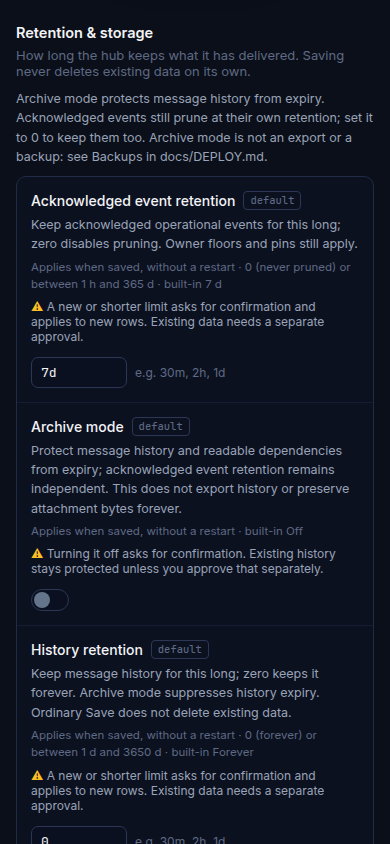 Retention & storage
How long the hub keeps what it has delivered. Saving
never deletes existing data on its own.
Archive mode protects message history from expiry.
Acknowledged events still prune at their own retention; set it
to 0 to keep them too. Archive mode is not an export or a
backup: see Backups in docs/DEPLOY.md.
Acknowledged event retention default
Keep acknowledged operational events for this long;
zero disables pruning. Owner floors and pins still apply.
Applies when saved, without a restart · 0 (never pruned) or
between 1 h and 365 d · built-in 7 d
⚠ A new or shorter limit asks for confirmation and
applies to new rows. Existing data needs a separate
approval.
7d e.g. 30m, 2h, 1d
Archive mode default
Protect message history and readable dependencies
from expiry; acknowledged event retention remains
independent. This does not export history or preserve
attachment bytes forever.
Applies when saved, without a restart · built-in Off
⚠ Turning it off asks for confirmation. Existing history
stays protected unless you approve that separately.
History retention default
Keep message history for this long; zero keeps it
forever. Archive mode suppresses history expiry.
Ordinary Save does not delete existing data.
Applies when saved, without a restart · 0 (forever) or
between 1 d and 3650 d · built-in Forever
⚠ A new or shorter limit asks for confirmation and
applies to new rows. Existing data needs a separate
approval.
0 e.g. 30m, 2h, 1d